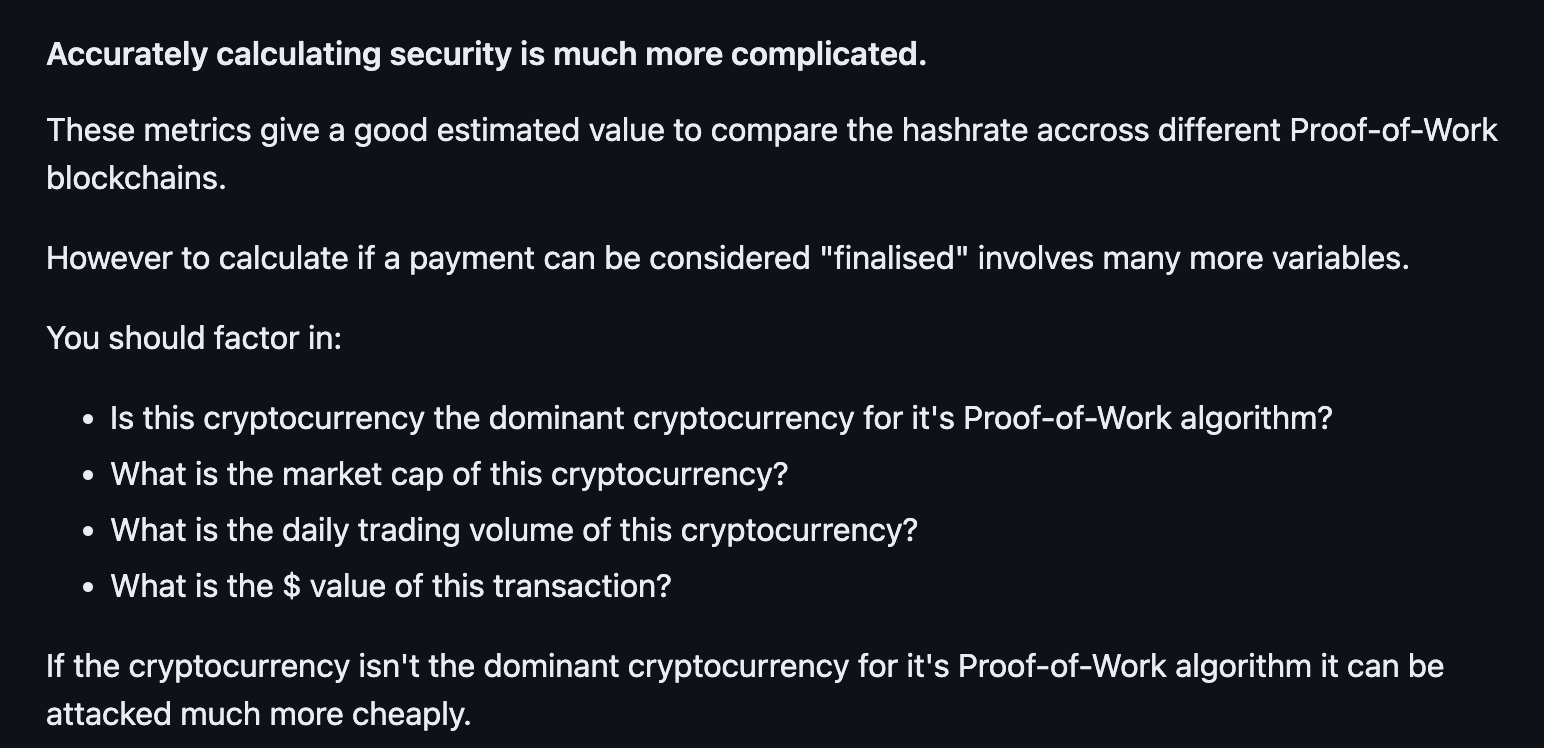 Accurately calculating security is much more complicated.
These metrics give a good estimated value to compare the hashrate accross different Proof-of-Work
blockchains.
However to calculate if a payment can be considered "finalised" involves many more variables.
You should factor in:
• Is this cryptocurrency the dominant cryptocurrency for it's Proof-of-Work algorithm?
• What is the market cap of this cryptocurrency?
• What is the daily trading volume of this cryptocurrency?
• What is the $ value of this transaction?
If the cryptocurrency isn't the dominant cryptocurrency for it's Proof-of-Work algorithm it can be
attacked much more cheaply.